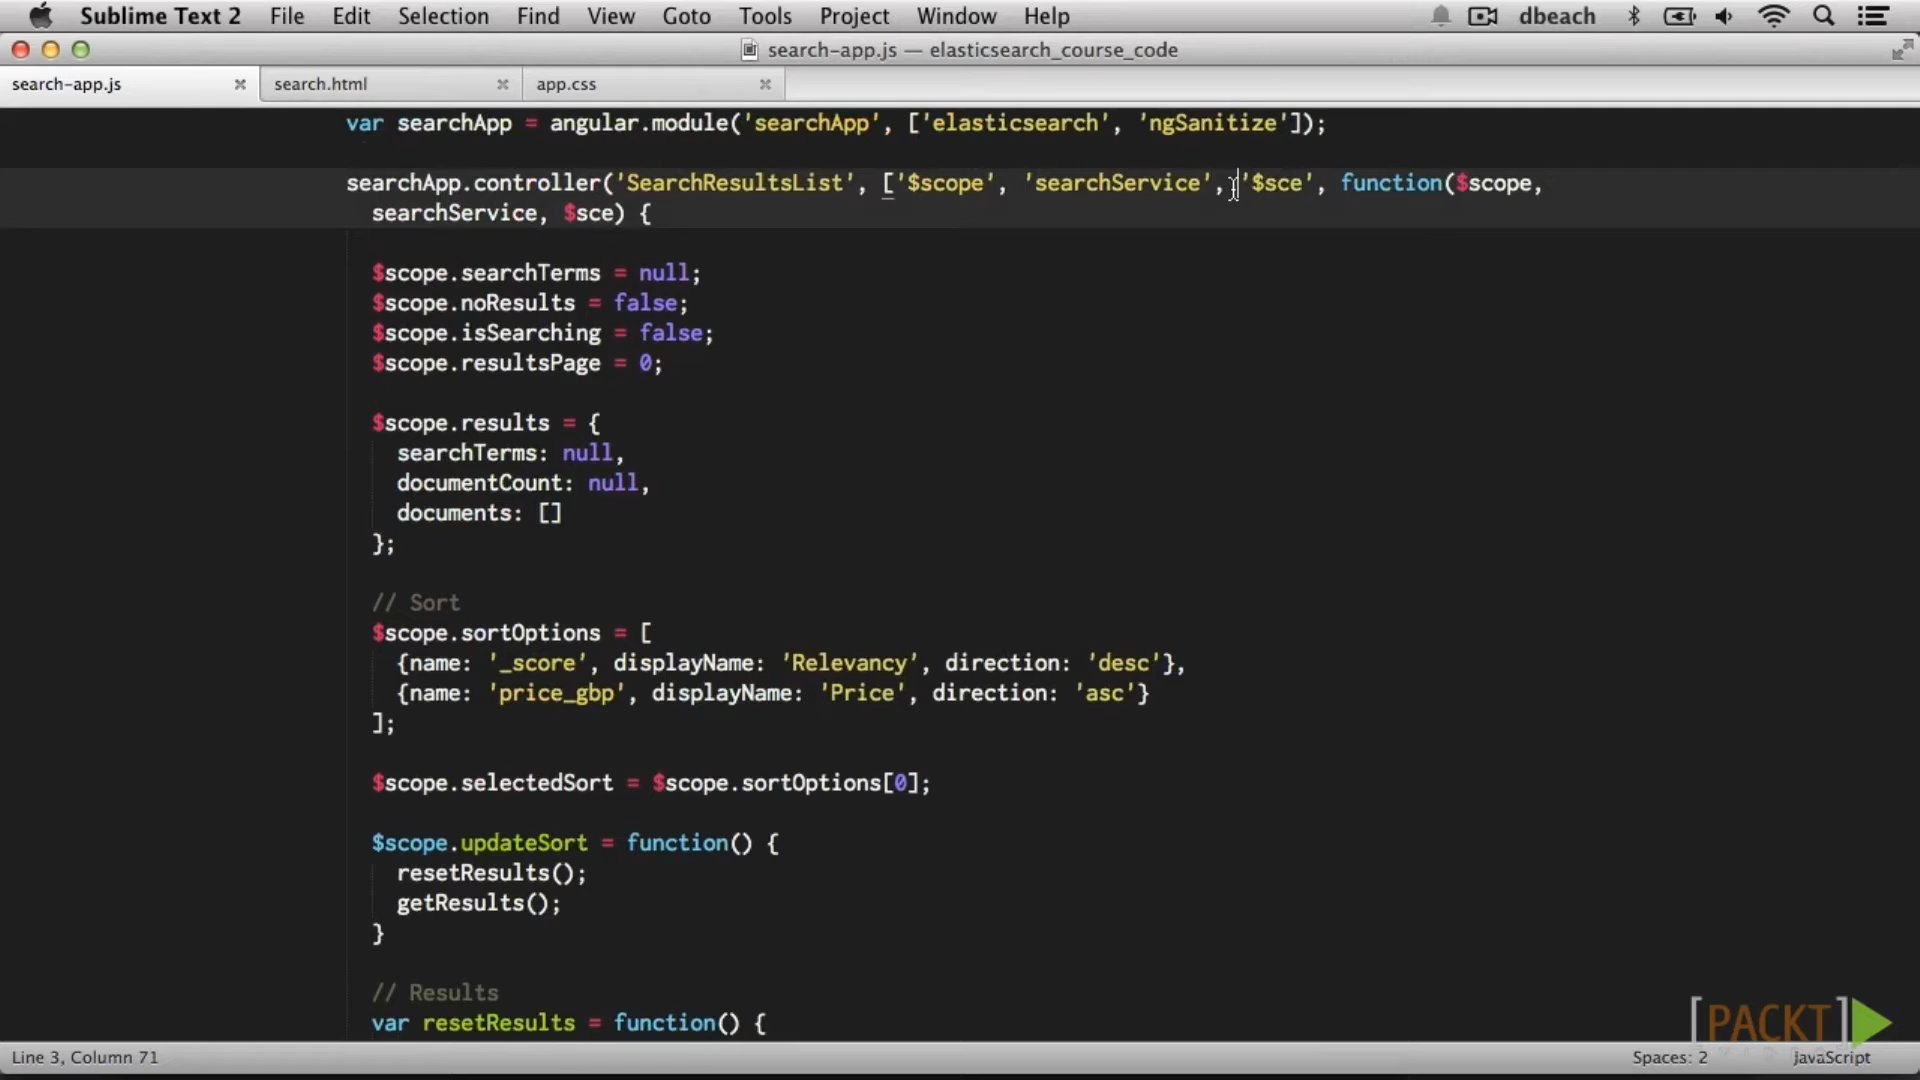 Sublime Text 2 File Edit Selection Find View Goto Tools Project Window Help dbeach
search-app.js — elasticsearch_course_code
search-app.js search.html app.css
var searchApp = angular.module('searchApp', ['elasticsearch', 'ngSanitize']);
searchApp.controller('SearchResultsList', ['$scope', 'searchService', '$sce', function($scope,
searchService, $sce) {
$scope.searchTerms = null;
$scope.noResults = false;
$scope.isSearching = false;
$scope.resultsPage = 0;
$scope.results = {
searchTerms: null,
documentCount: null,
documents: []
};
// Sort
$scope.sortOptions = [
{name: '_score', displayName: 'Relevancy', direction: 'desc'},
{name: 'price_gbp', displayName: 'Price', direction: 'asc'}
];
$scope.selectedSort = $scope.sortOptions[0];
$scope.updateSort = function() {
resetResults();
getResults();
}
// Results
var resetResults = function() {
[PACKT]
Line 3, Column 71 Spaces: 2 JavaScript